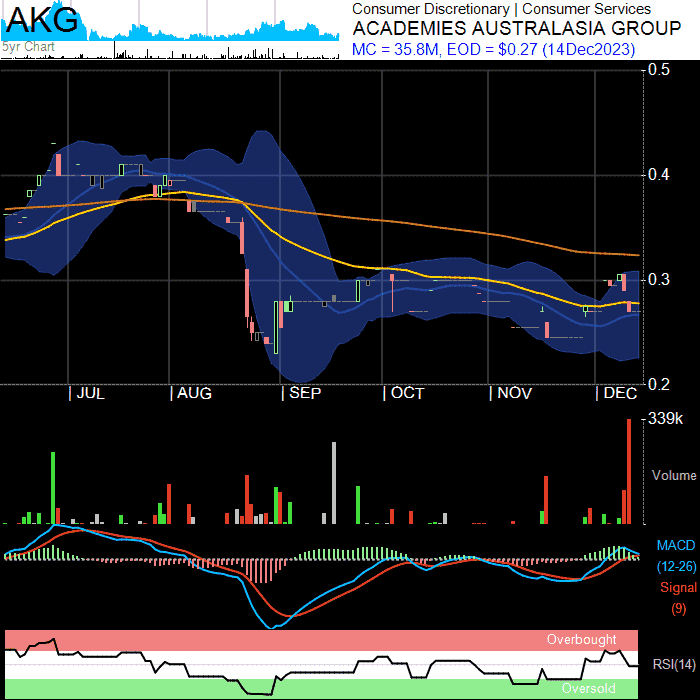 AKG
5yr Chart
Consumer Discretionary | Consumer Services
ACADEMIES AUSTRALASIA GROUP
MC = 35.8M, EOD = $0.27 (14Dec2023)
0.5
0.4
0.3
0.2
JUL AUG SEP OCT NOV DEC
339k
Volume
MACD
(12-26)
Signal
(9)
Overbought
RSI(14)
Oversold